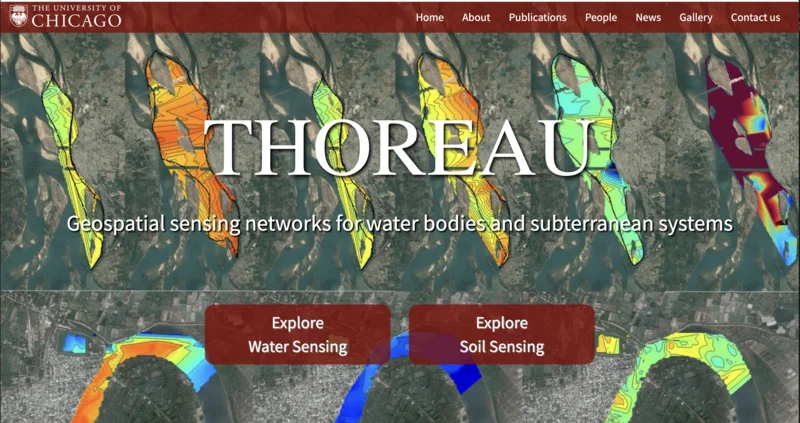 THE UNIVERSITY OF
CHICAGO
Home About Publications People News Gallery Contact us
THOREAU
Geospatial sensing networks for water bodies and subterranean systems
Explore
Water Sensing
Explore
Soil Sensing